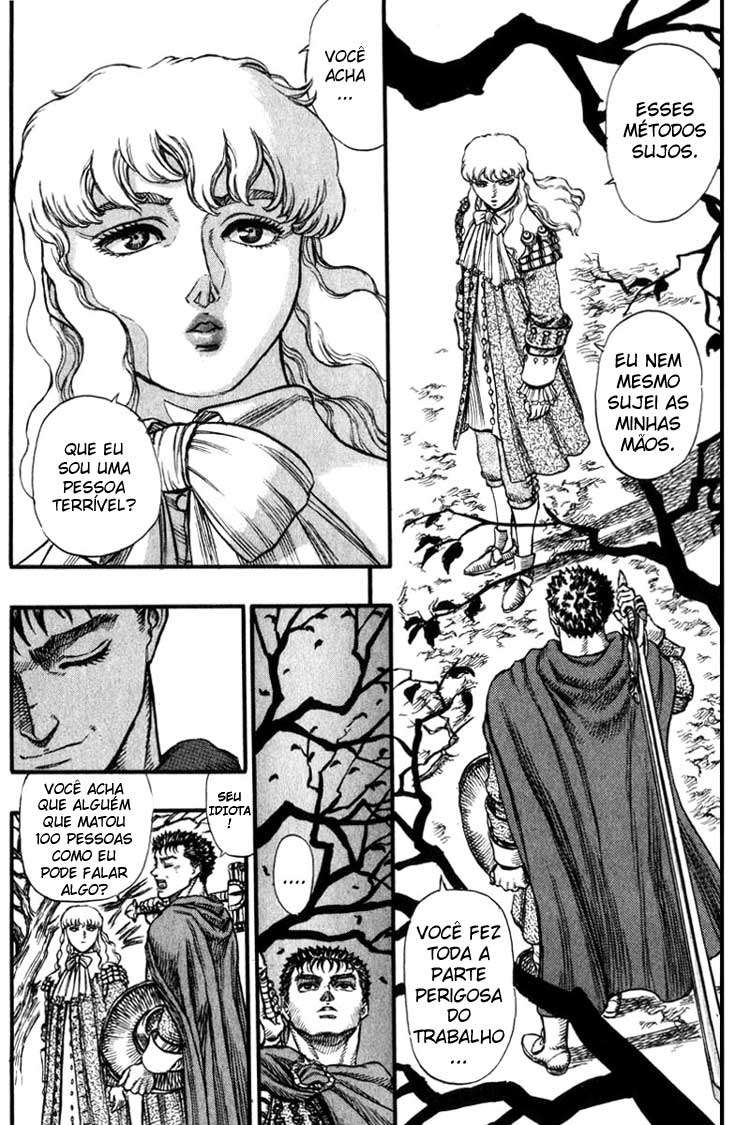 ESSES
MÉTODOS
SUJOS.
EU NEM
MESMO
SUJEI AS
MINHAS
MÃOS.
VOCÊ FEZ
TODA A
PARTE
PERIGOSA
DO
TRABALHO
...
VOCÊ
ACHA
...
QUE EU
SOU UMA
PESSOA
TERRÍVEL?
....
SEU
IDIOTA
!
VOCÊ ACHA
QUE ALGUÉM
QUE MATOU
100 PESSOAS
COMO EU
PODE FALAR
ALGO?